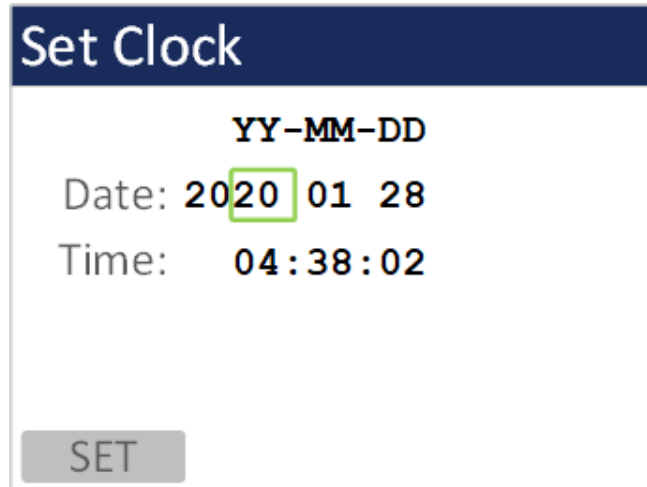 Set Clock
YY-MM-DD
Date: 2020 01 28
Time: 04:38:02
SET